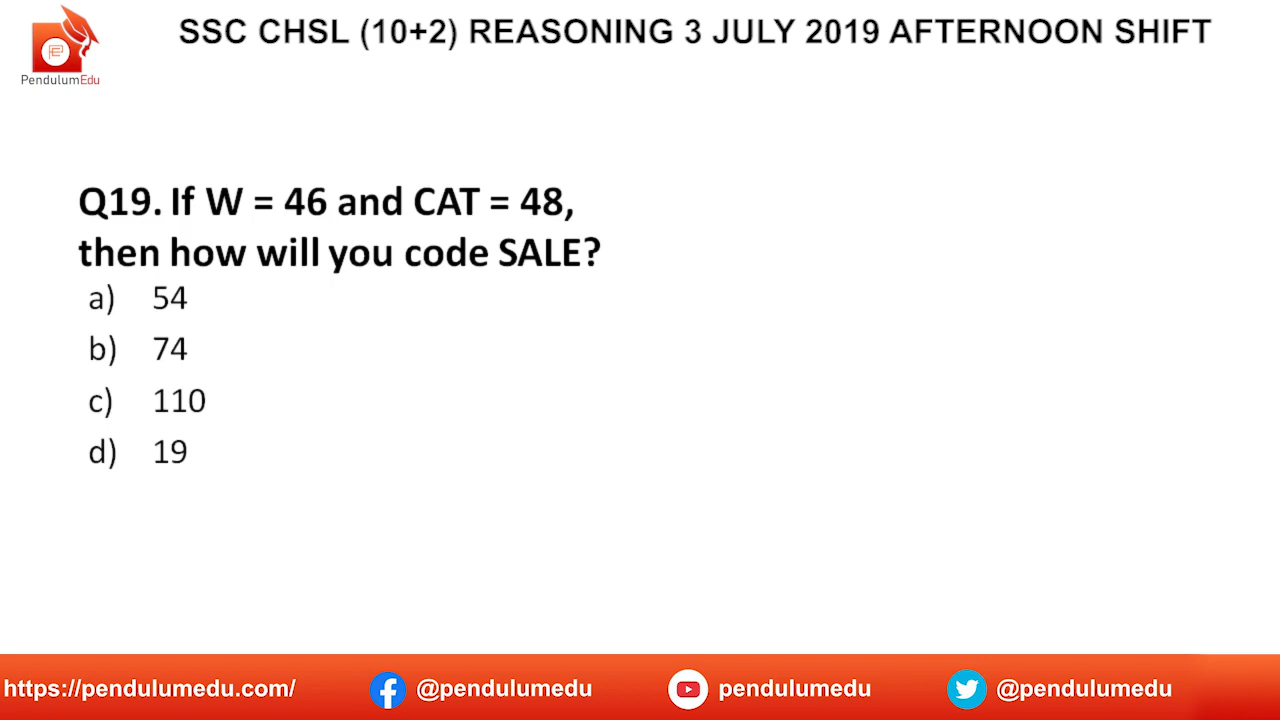 SSC CHSL (10+2) REASONING 3 JULY 2019 AFTERNOON SHIFT
PendulumEdu
Q19. If W = 46 and CAT = 48,
then how will you code SALE?
a) 54
b) 74
c) 110
d) 19
https://pendulumedu.com/ @pendulumedu pendulumedu @pendulumedu